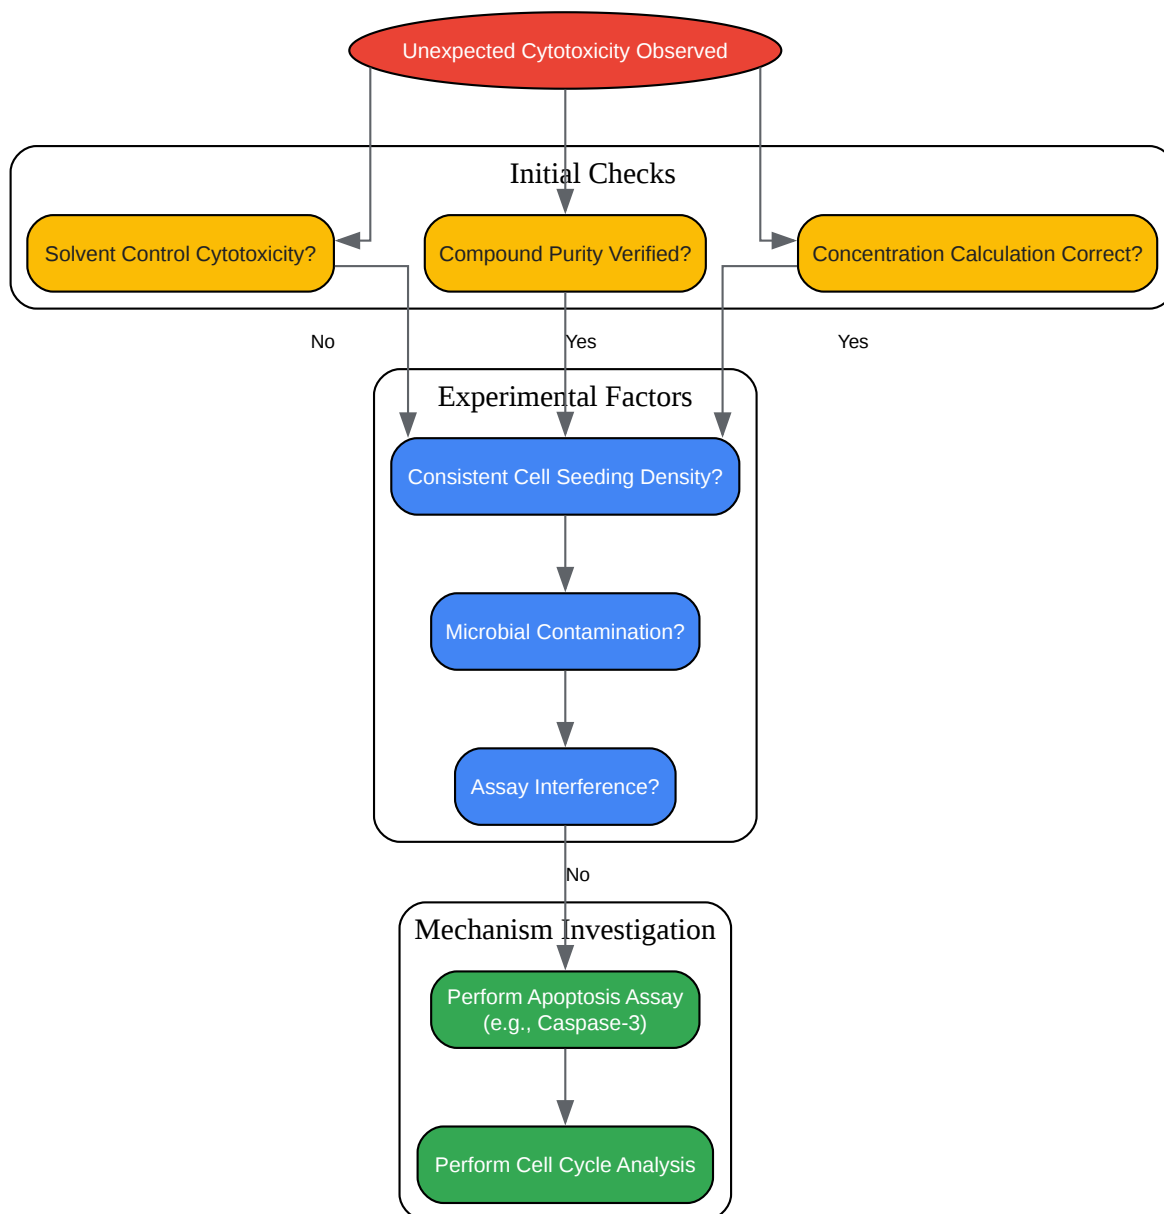 Unexpected Cytotoxicity Observed
Initial Checks
Solvent Control Cytotoxicity?
Compound Purity Verified?
Concentration Calculation Correct?
No
Yes
Yes
Experimental Factors
Consistent Cell Seeding Density?
Microbial Contamination?
Assay Interference?
No
Mechanism Investigation
Perform Apoptosis Assay
(e.g., Caspase-3)
Perform Cell Cycle Analysis